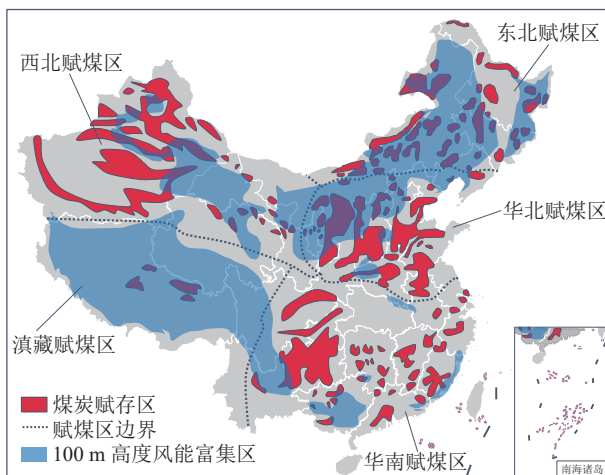 东北赋煤区
西北赋煤区
华北赋煤区
滇藏赋煤区
煤炭赋存区
赋煤区边界
100 m 高度风能富集区
华南赋煤区
南海诸岛